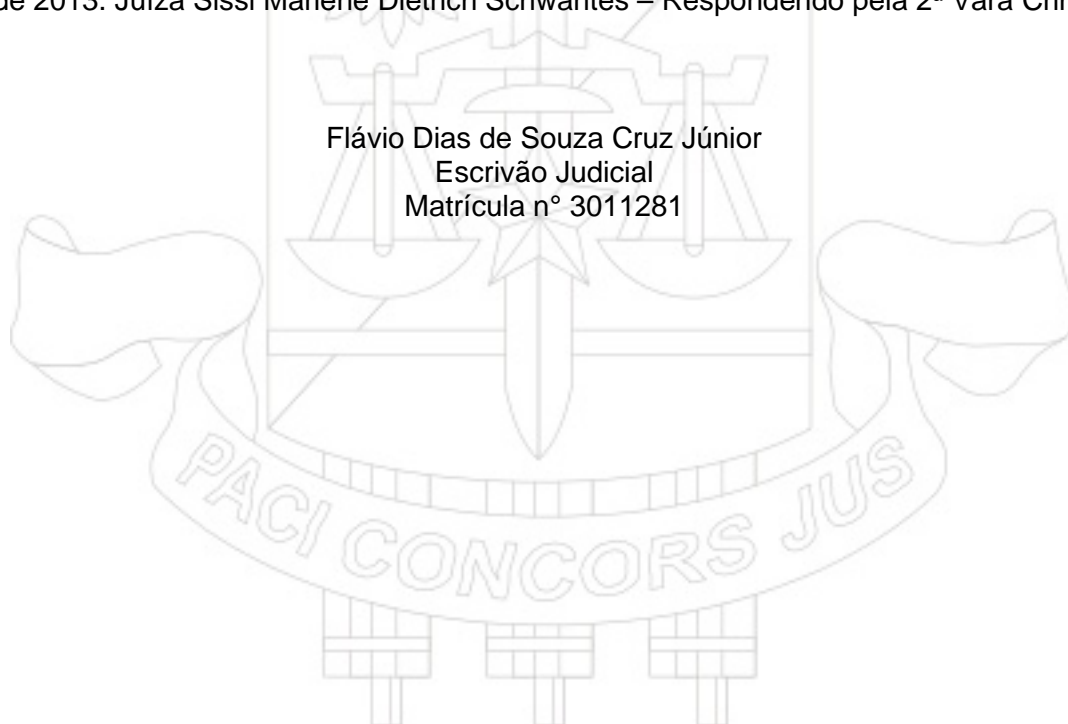 de 2013. Juíza Sissi Marlene Dietrich Schwantes – Respondendo pela 2ª Vara
Flávio Dias de Souza Cruz Júnior
Escrivão Judicial
Matrícula n° 3011281
PACI CONCORS JUS